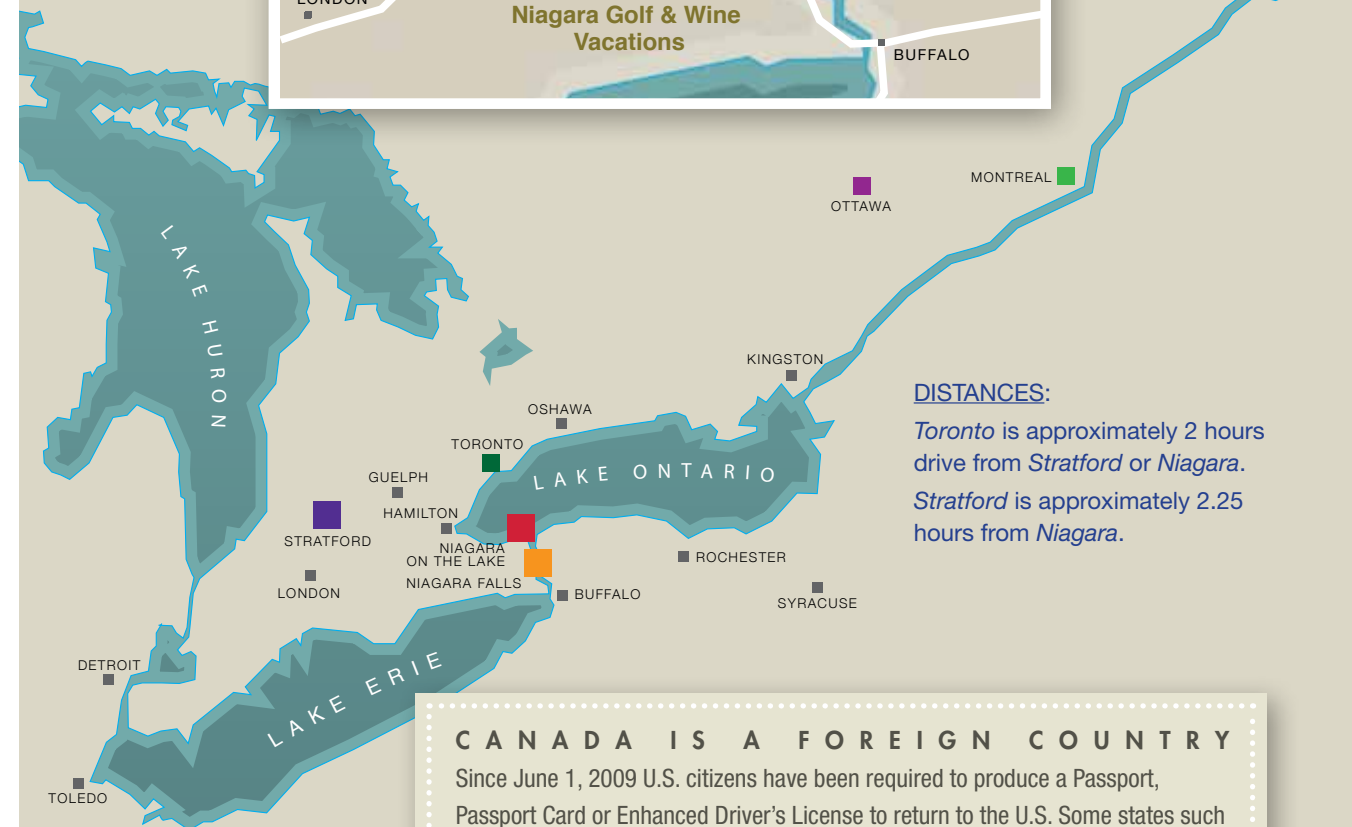 LONDON
Niagara Golf & Wine
Vacations
BUFFALO
MONTREAL
OTTAWA
LAKE HURON
KINGSTON
DISTANCES:
Toronto is approximately 2 hours
drive from Stratford or Niagara.
Stratford is approximately 2.25
hours from Niagara.
OSHAWA
TORONTO
LAKE ONTARIO
GUELPH
HAMILTON
STRATFORD
NIAGARA
ON THE LAKE
NIAGARA FALLS
ROCHESTER
LONDON
BUFFALO
SYRACUSE
DETROIT
LAKE ERIE
TOLEDO
CANADA IS A FOREIGN COUNTRY
Since June 1, 2009 U.S. citizens have been required to produce a Passport,
Passport Card or Enhanced Driver’s License to return to the U.S. Some states such